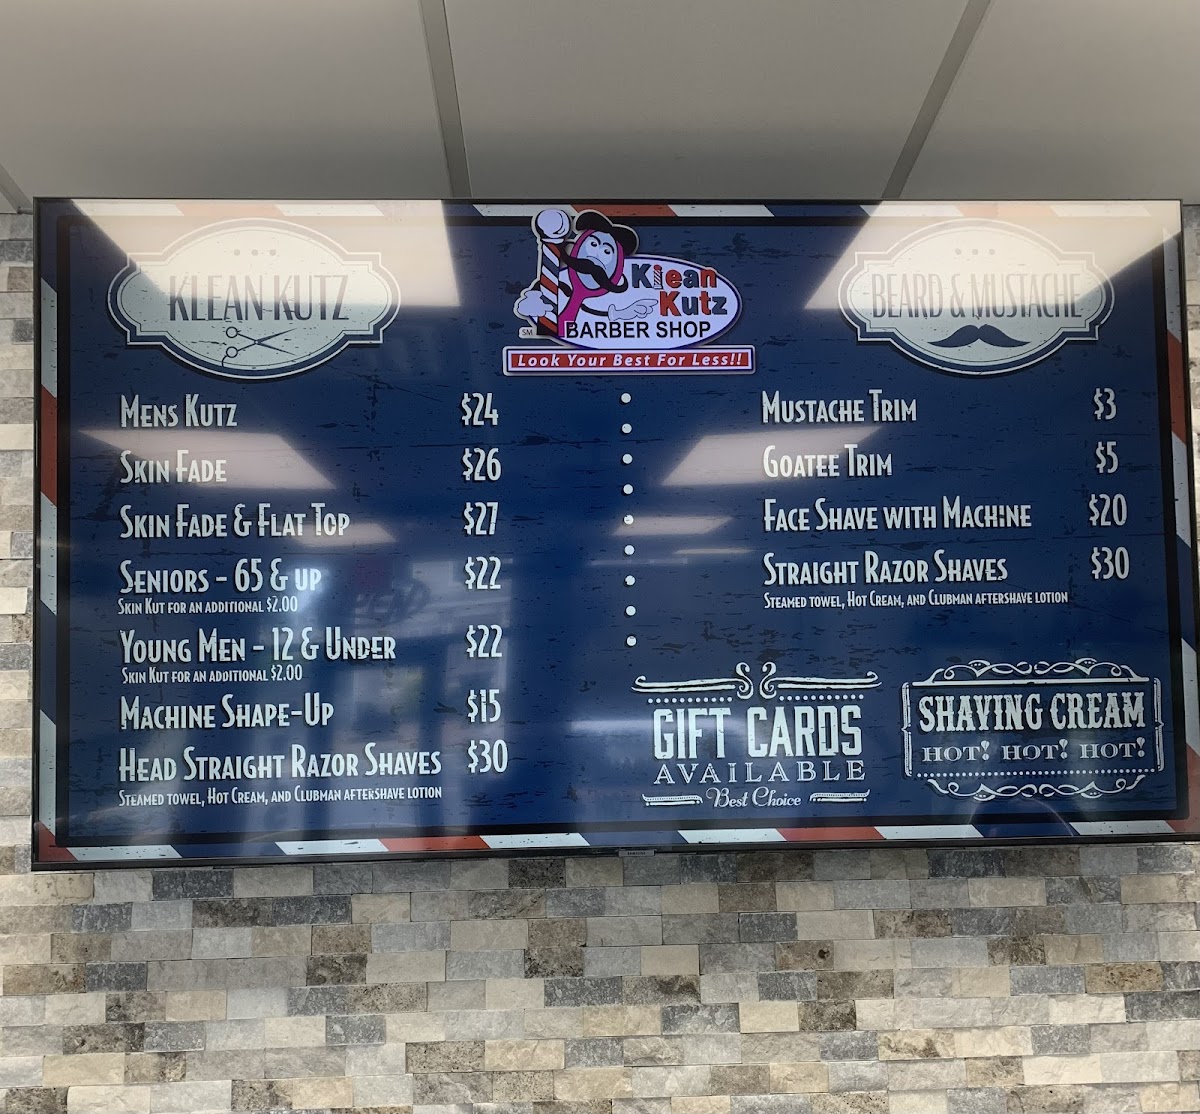 KLEAN KUTZ
Klean
Kutz
SM
BARBER SHOP
Look Your Best For Less!!
BEARD & MUSTACHE
MENS KUTZ $24
SKIN FADE $26
SKIN FADE & FLAT TOP $27
SENIORS - 65 & UP $22
SKIN KUT FOR AN ADDITIONAL $2.00
YOUNG MEN - 12 & UNDER $22
SKIN KUT FOR AN ADDITIONAL $2.00
MACHINE SHAPE-UP $15
HEAD STRAIGHT RAZOR SHAVES $30
STEAMED TOWEL, HOT CREAM, AND CLUBMAN AFTERSHAVE LOTION
MUSTACHE TRIM $3
GOATEE TRIM $5
FACE SHAVE WITH MACHINE $20
STRAIGHT RAZOR SHAVES $30
STEAMED TOWEL, HOT CREAM, AND CLUBMAN AFTERSHAVE LOTION
GIFT CARDS
AVAILABLE
Best Choice
SHAVING CREAM
HOT! HOT! HOT!